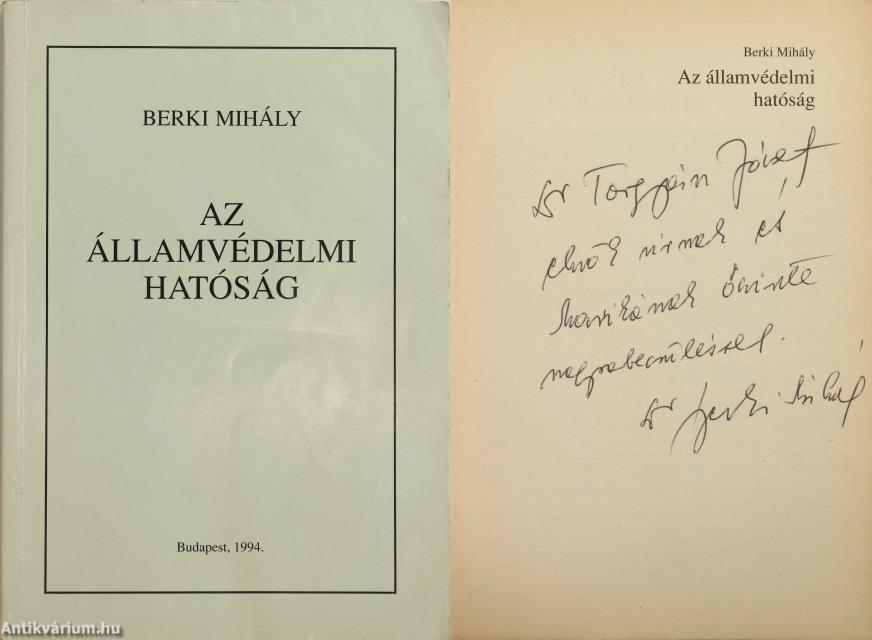 BERKI MIHÁLY
AZ
ÁLLAMVÉDELMI
HATÓSÁG
Budapest, 1994.
Antikvárium.hu
Berki Mihály
Az államvédelmi
hatóság
Dr Torgyán József
elnök úrnak és
Marikának őszinte
nagyrabecsüléssel.
Dr Berki Mihály